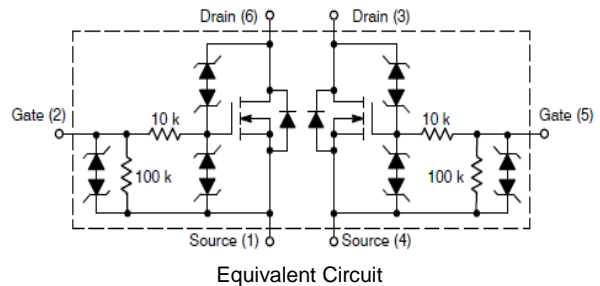 Drain (6) Drain (3)
Gate (2) 10 k 10 k Gate (5)
100 k 100 k
Source (1) Source (4)
Equivalent Circuit